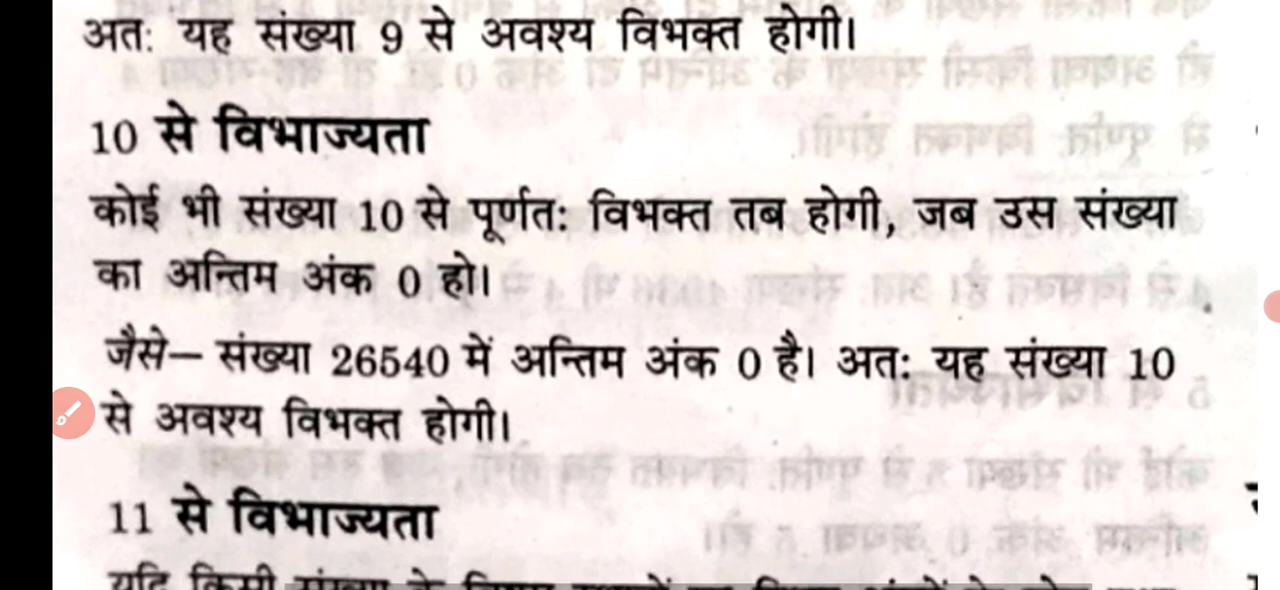 अतः यह संख्या 9 से अवश्य विभक्त होगी।
10 से विभाज्यता
कोई भी संख्या 10 से पूर्णत: विभक्त तब होगी, जब उस संख्या
का अन्तिम अंक 0 हो।
जैसे– संख्या 26540 में अन्तिम अंक 0 है। अत: यह संख्या 10
से अवश्य विभक्त होगी।
11 से विभाज्यता
यदि किसी संख्या के